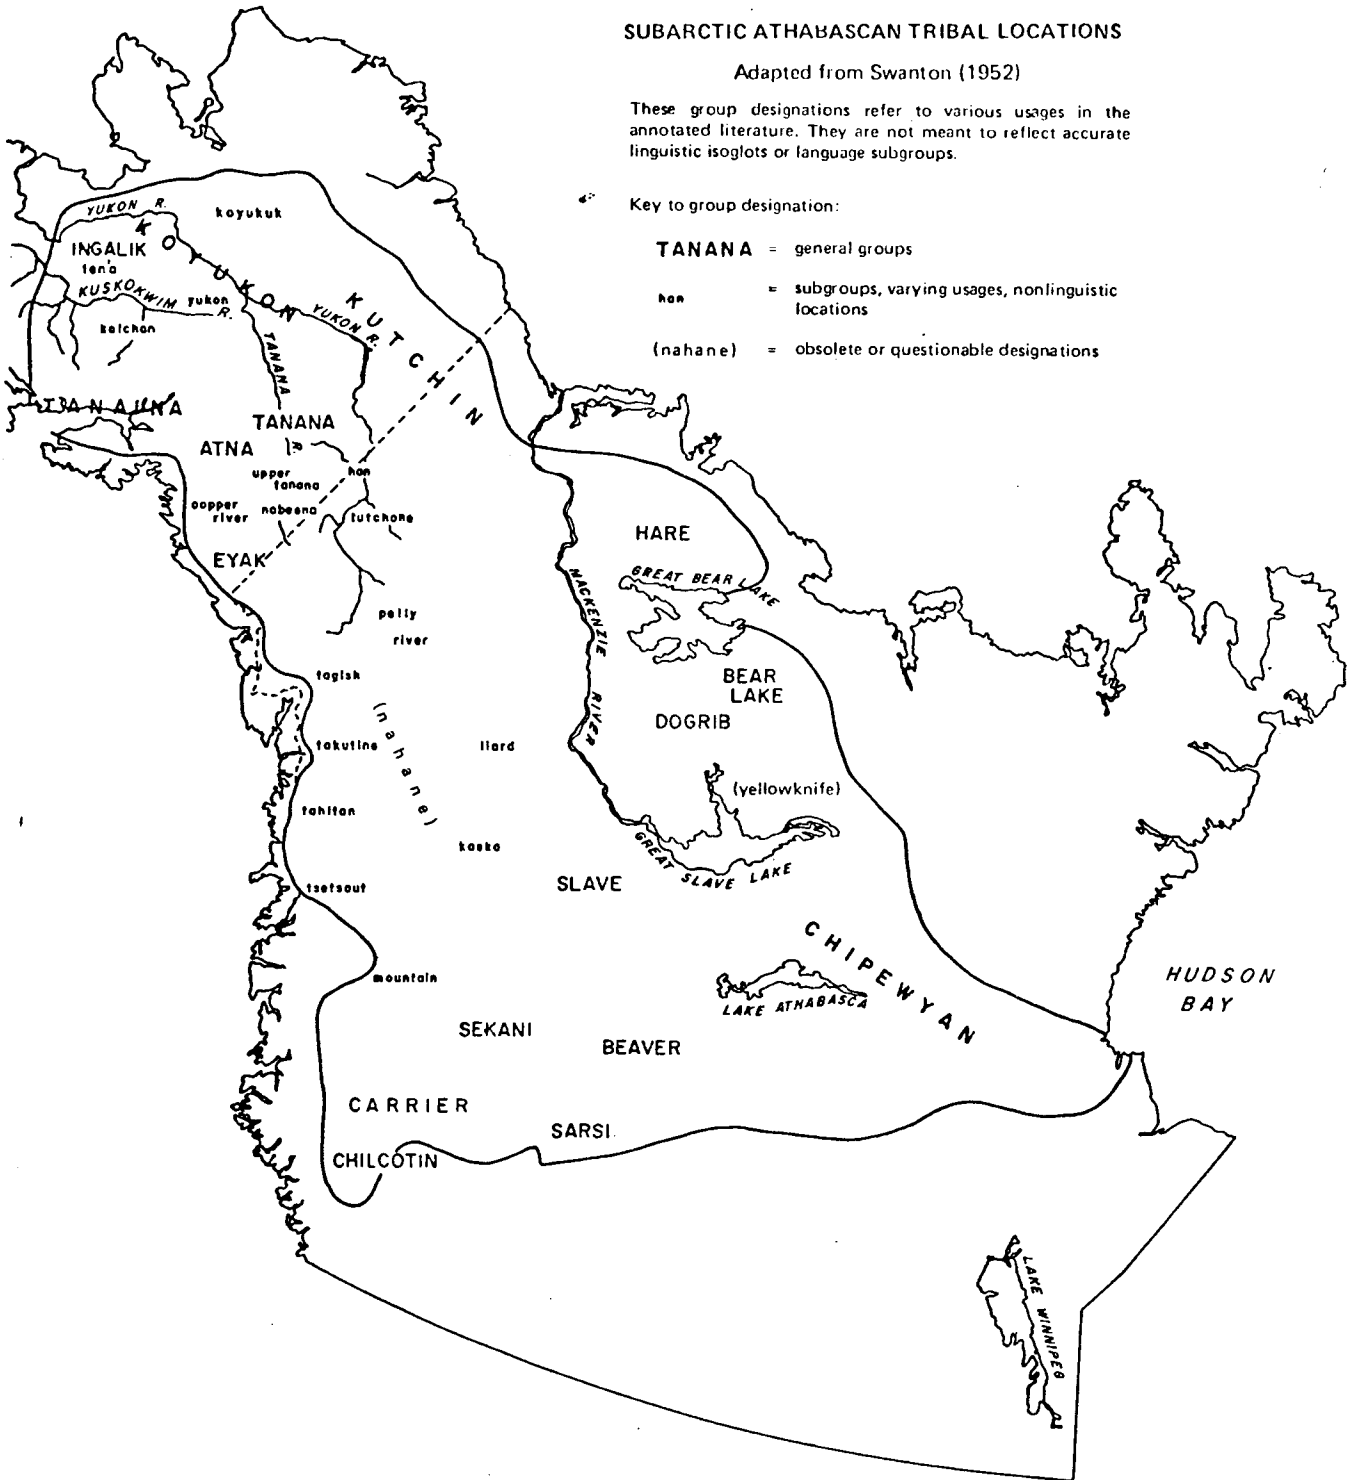 SUBARCTIC ATHABASCAN TRIBAL LOCATIONS
Adapted from Swanton (1952)
These group designations refer to various usages in the
annotated literature. They are not meant to reflect accurate
linguistic isoglots or language subgroups.
Key to group designation:
TANANA = general groups
han = subgroups, varying usages, nonlinguistic
locations
(nahane) = obsolete or questionable designations
YUKON R.
koyukuk
KOYUKON
INGALIK
ten'a
KUSKOKWIM
R.
yukon
kolchan
YUKON R.
KUTCHIN
TANANA
R.
TANAINA
TANANA
ATNA
upper
tanana
han
copper
river
nabesna
tutchone
EYAK
pelly
river
tagish
(nahane)
takutine
liard
tahltan
kaska
tsetsaut
mountain
HARE
GREAT BEAR LAKE
MACKENZIE RIVER
BEAR
LAKE
DOGRIB
(yellowknife)
GREAT SLAVE LAKE
SLAVE
CHIPEWYAN
LAKE ATHABASCA
HUDSON
BAY
SEKANI
BEAVER
CARRIER
SARSI
CHILCOTIN
LAKE WINNIPEG